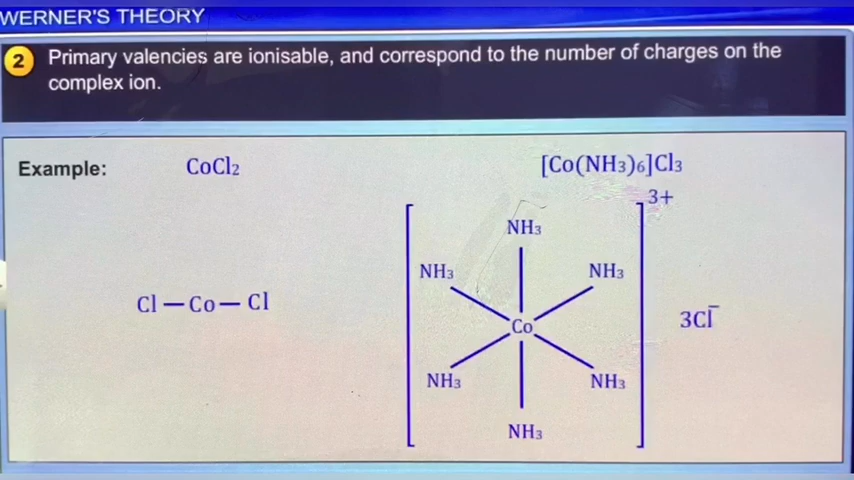 WERNER'S THEORY
2 Primary valencies are ionisable, and correspond to the number of charges on the
complex ion.
Example: CoCl₂ [Co(NH₃)₆]Cl₃
3+
NH₃
NH₃ NH₃
Cl — Co — Cl
Co
3Cl⁻
NH₃ NH₃
NH₃